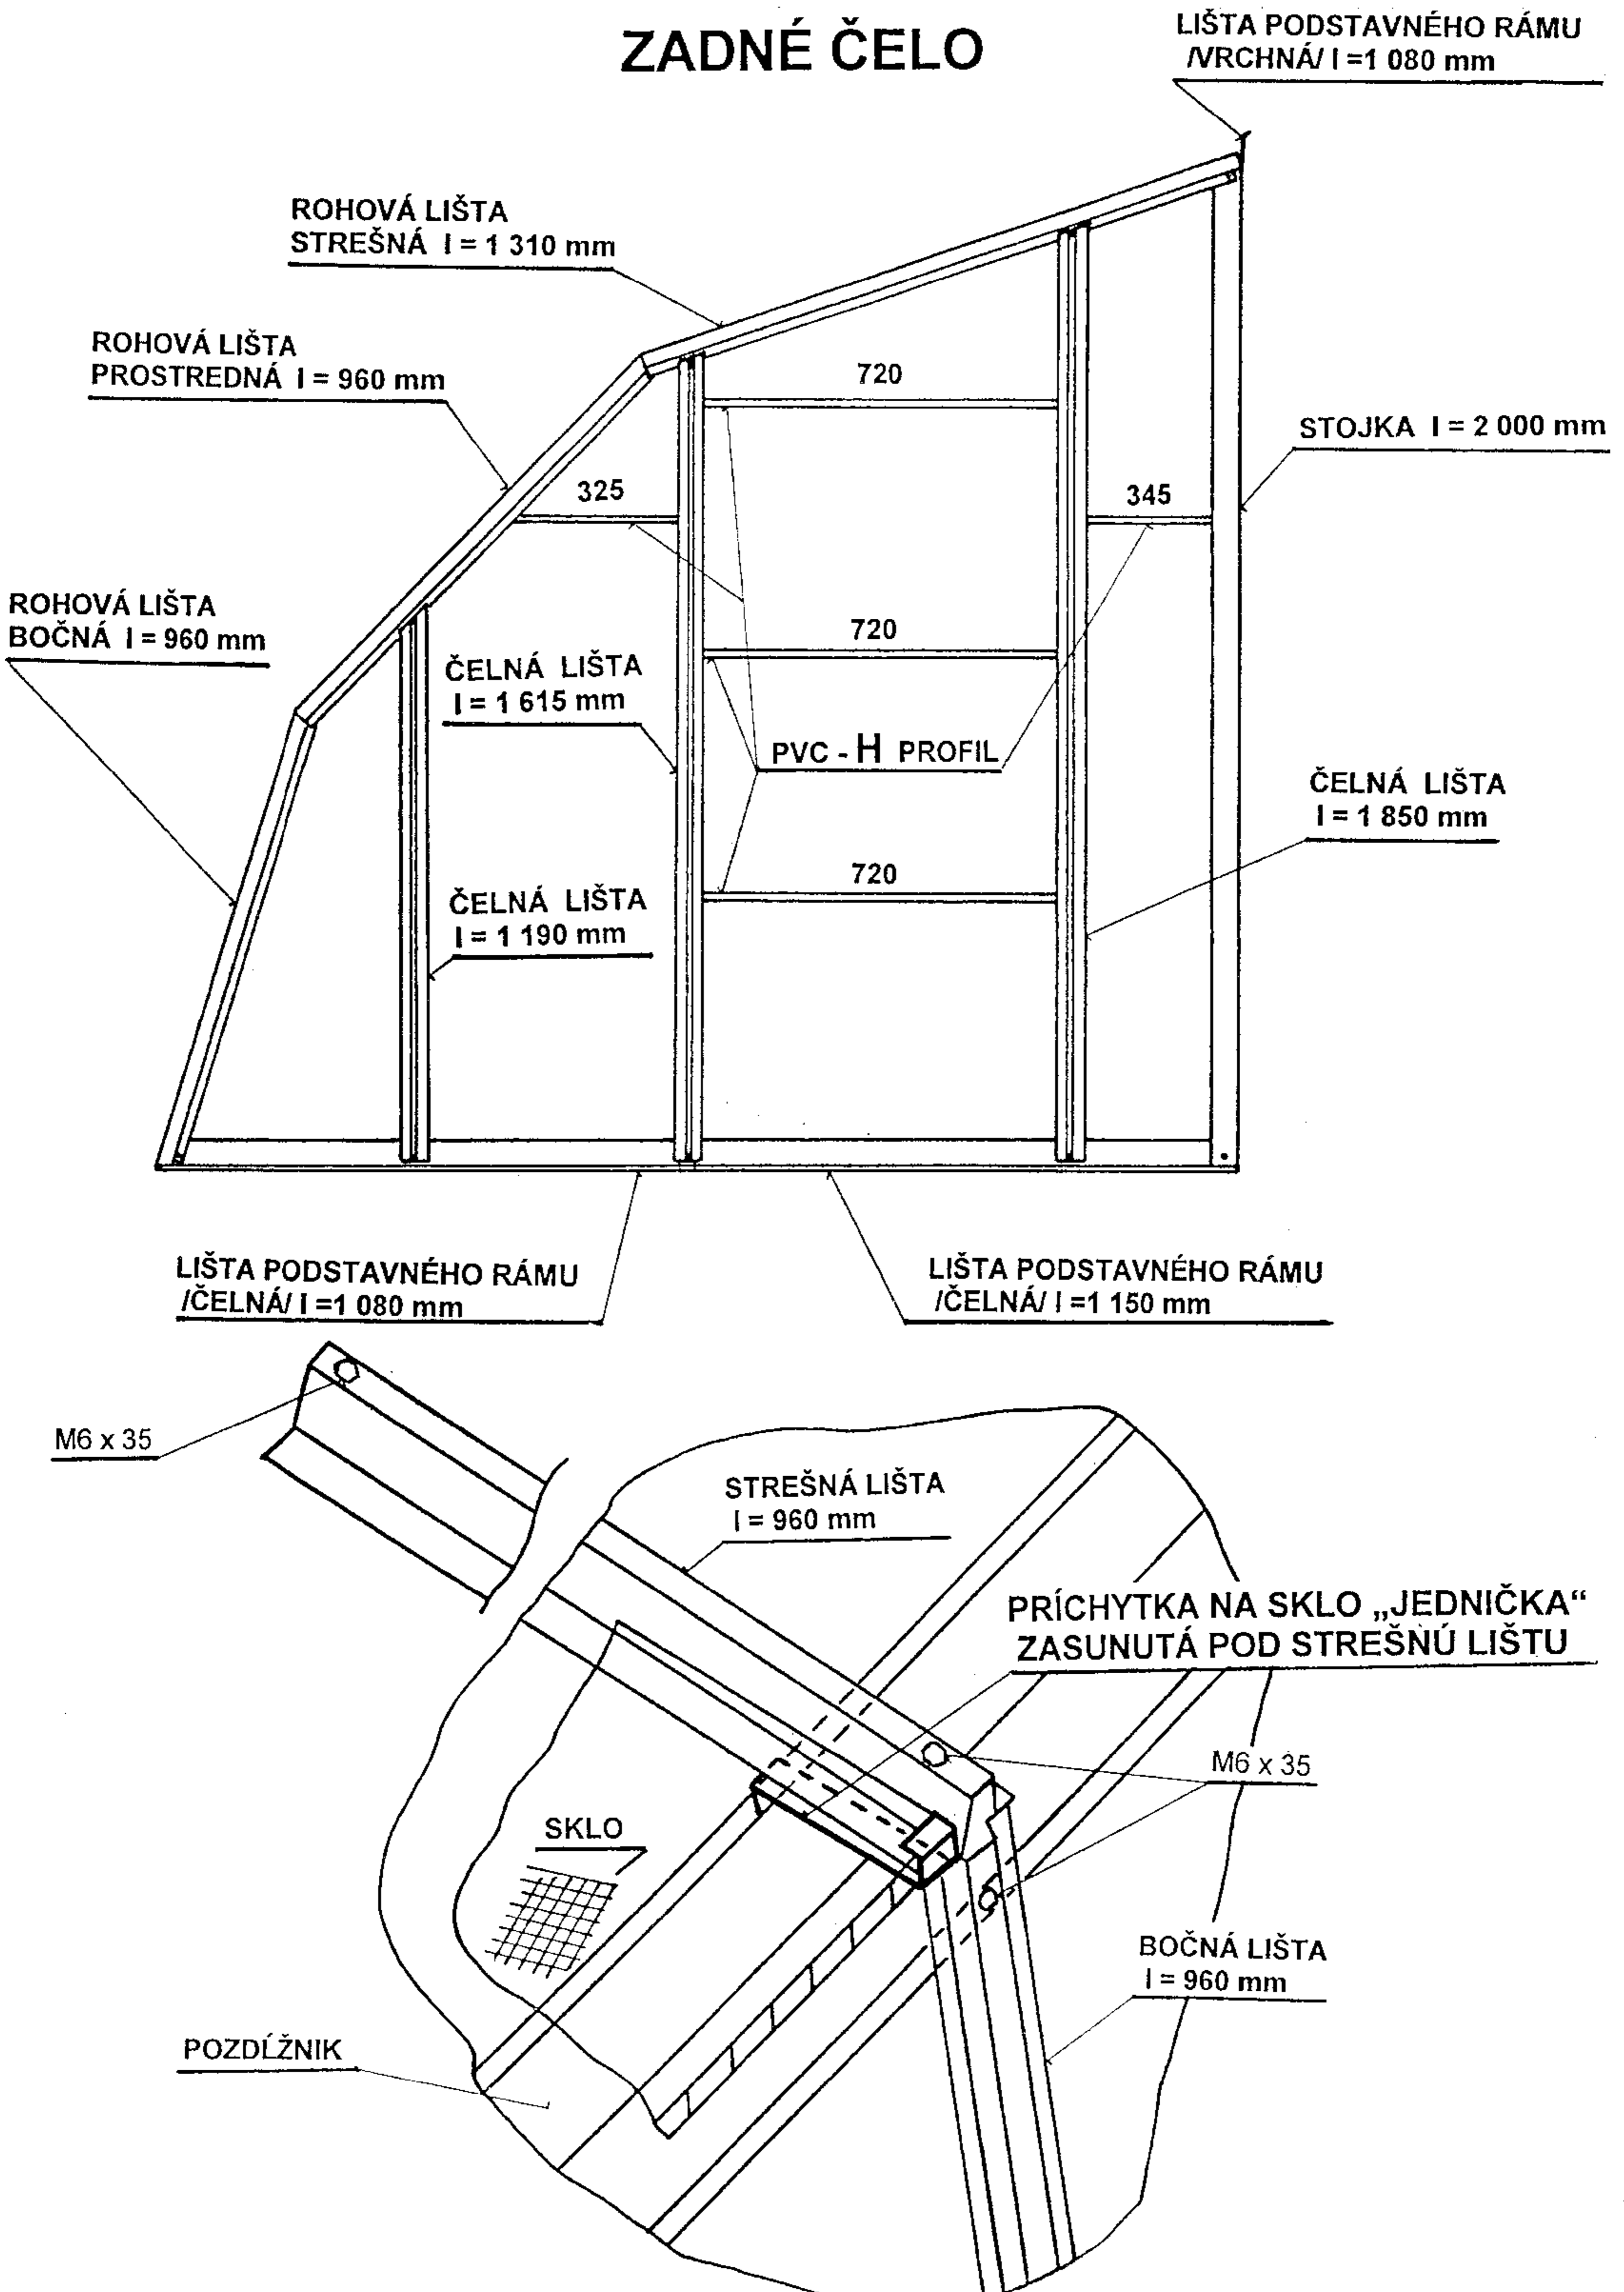 ZADNÉ ČELO
LIŠTA PODSTAVNÉHO RÁMU
/VRCHNÁ/ l =1 080 mm
ROHOVÁ LIŠTA
STREŠNÁ l = 1 310 mm
ROHOVÁ LIŠTA
PROSTREDNÁ l = 960 mm
720
STOJKA l = 2 000 mm
325
345
ROHOVÁ LIŠTA
BOČNÁ l = 960 mm
720
ČELNÁ LIŠTA
l = 1 615 mm
PVC - H PROFIL
ČELNÁ LIŠTA
l = 1 850 mm
720
ČELNÁ LIŠTA
l = 1 190 mm
LIŠTA PODSTAVNÉHO RÁMU
/ČELNÁ/ l =1 080 mm
LIŠTA PODSTAVNÉHO RÁMU
/ČELNÁ/ l =1 150 mm
M6 x 35
STREŠNÁ LIŠTA
l = 960 mm
PRÍCHYTKA NA SKLO „JEDNIČKA“
ZASUNUTÁ POD STREŠNÚ LIŠTU
M6 x 35
SKLO
BOČNÁ LIŠTA
l = 960 mm
POZDĹŽNIK